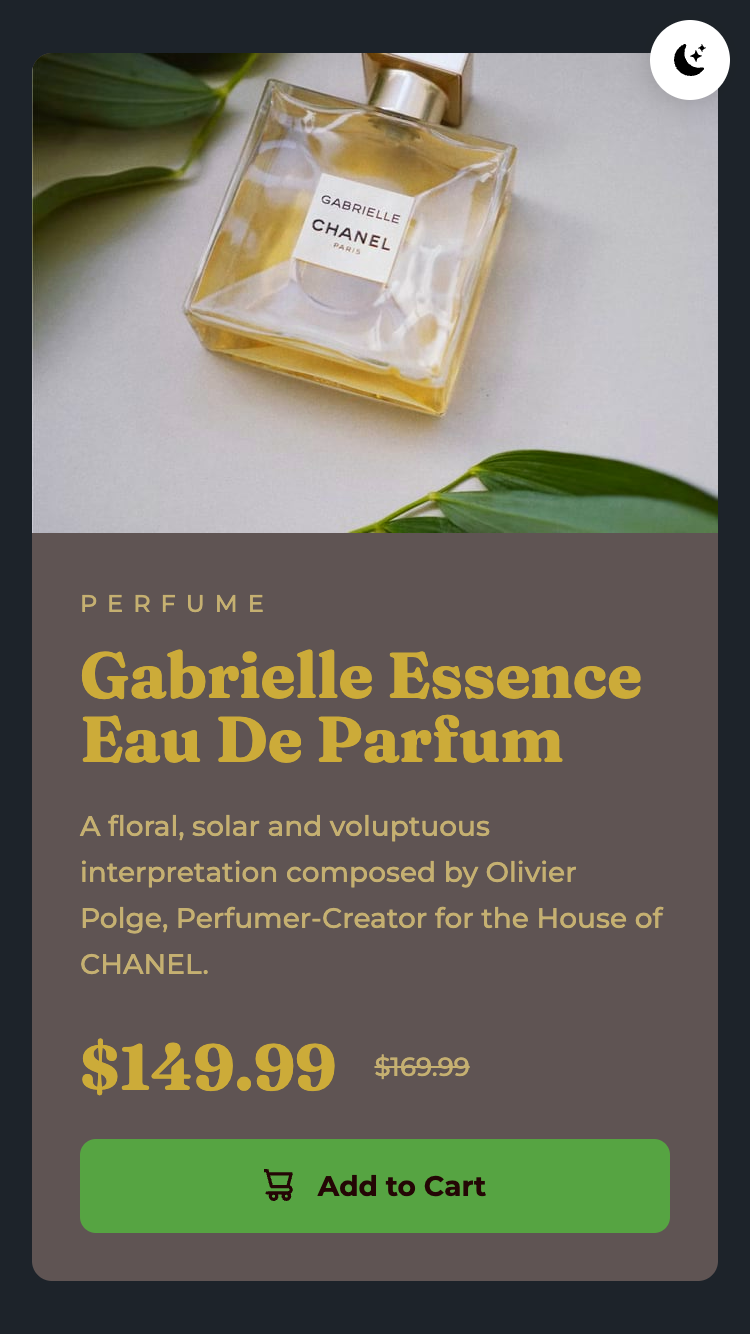 GABRIELLE
CHANEL
PARIS
PERFUME
Gabrielle Essence
Eau De Parfum
A floral, solar and voluptuous
interpretation composed by Olivier
Polge, Perfumer-Creator for the House of
CHANEL.
$149.99 $169.99
Add to Cart